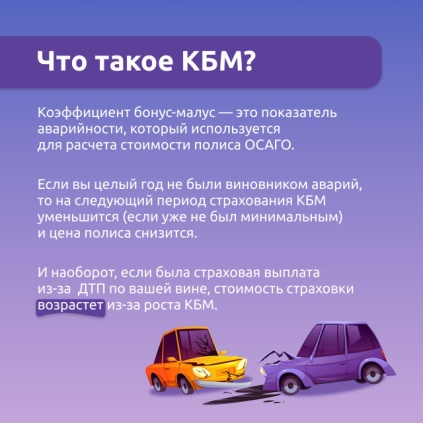 Что такое КБМ?
Коэффициент бонус-малус — это показатель
аварийности, который используется
для расчета стоимости полиса ОСАГО.
Если вы целый год не были виновником аварий,
то на следующий период страхования КБМ
уменьшится (если уже не был минимальным)
и цена полиса снизится.
И наоборот, если была страховая выплата
из-за ДТП по вашей вине, стоимость страховки
возрастет из-за роста КБМ.